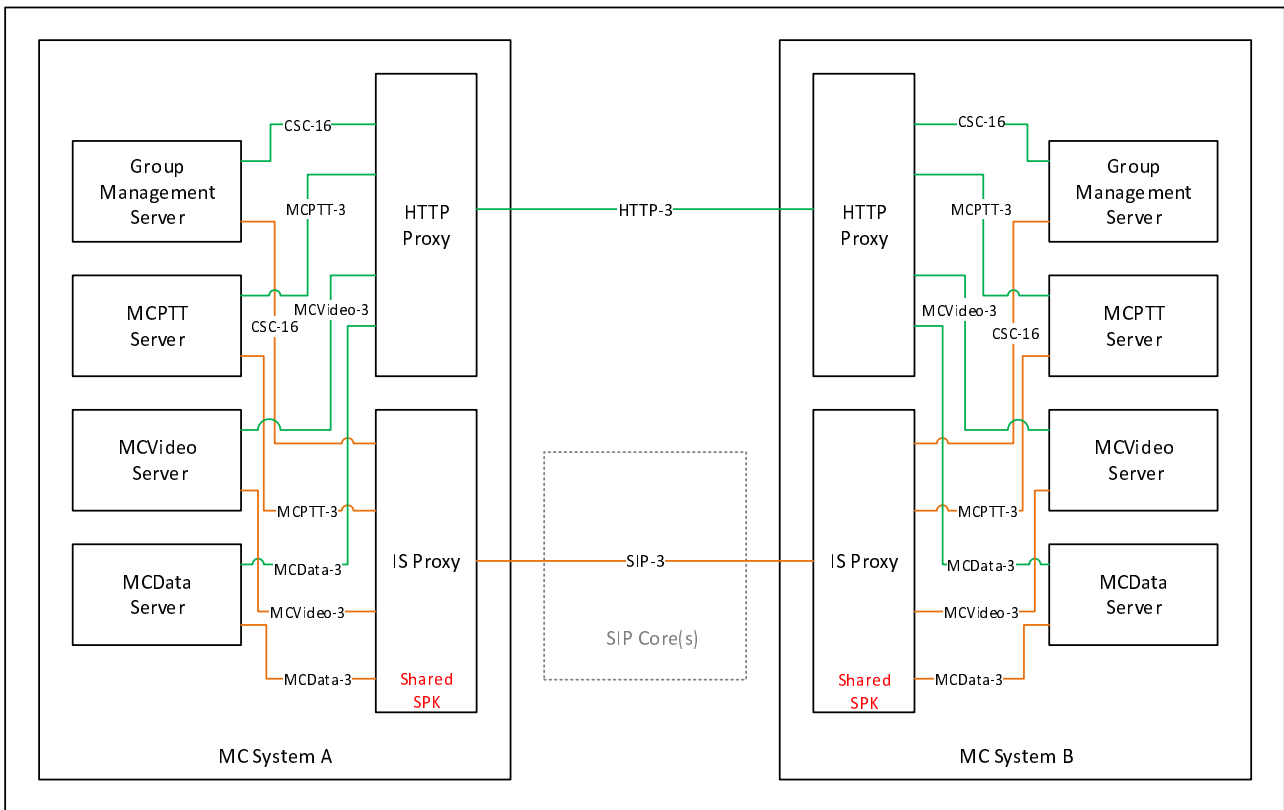 CSC-16
Group
Management
Server
MCPTT-3
HTTP
Proxy
MCVideo-3
MCPTT
Server
CSC-16
MCVideo
Server
MCPTT-3
MCData
Server
MCData-3
IS Proxy
MCVideo-3
MCData-3
Shared
SPK
MC System A
HTTP-3
SIP-3
SIP Core(s)
CSC-16
Group
Management
Server
MCPTT-3
HTTP
Proxy
MCVideo-3
MCPTT
Server
CSC-16
MCVideo
Server
MCPTT-3
IS Proxy
MCData-3
MCData
Server
MCVideo-3
MCData-3
Shared
SPK
MC System B